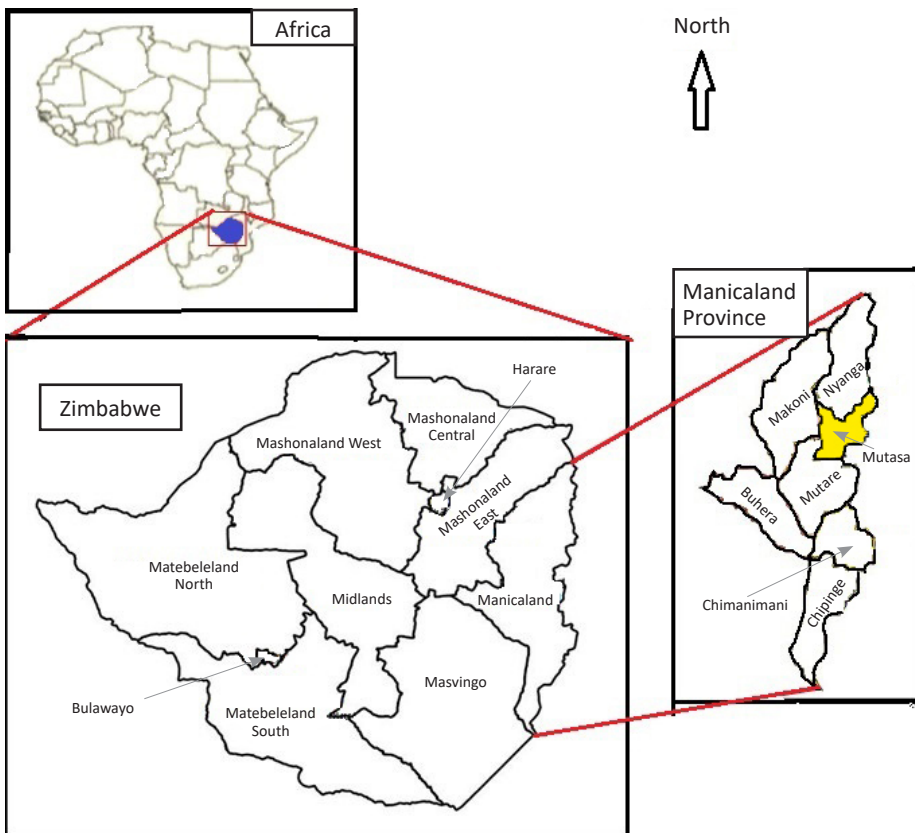 Africa
North
Manicaland
Province
Zimbabwe
Harare
Mashonaland
Central
Mashonaland West
Mashonaland
East
Matebeleland
North
Midlands
Manicaland
Bulawayo
Matebeleland
South
Masvingo
Nyanga
Makoni
Mutasa
Mutare
Buhera
Chimanimani
Chipinge